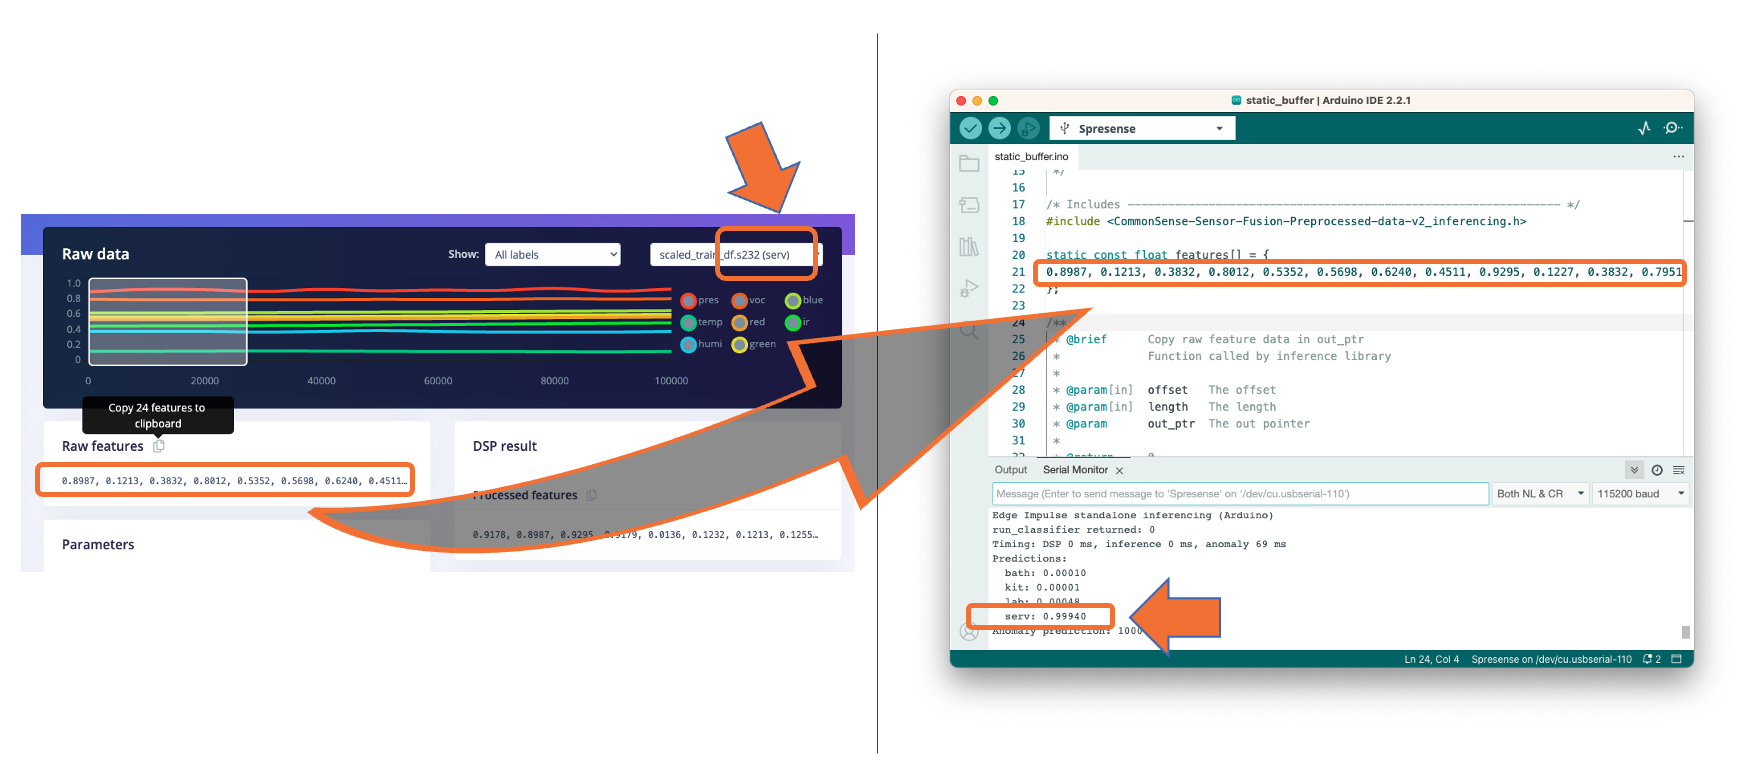 Raw data
Show:
All labels
scaled_train_df.s232 (serv)
1.0
0.8
0.6
0.4
0.2
0
0
20000
40000
60000
80000
100000
pres
voc
blue
temp
red
ir
humi
green
Copy 24 features to
clipboard
Raw features
0.8987, 0.1213, 0.3832, 0.8012, 0.5352, 0.5698, 0.6240, 0.4511…
Parameters
DSP result
Processed features
0.9178, 0.8987, 0.9295, 0.9179, 0.0136, 0.1232, 0.1213, 0.1255…
static_buffer | Arduino IDE 2.2.1
Spresense
static_buffer.ino
15 */
16
17 /* Includes ---------------------------------------------------------------- */
18 #include <CommonSense-Sensor-Fusion-Preprocessed-data-v2_inferencing.h>
19
20 static const float features[] = {
21 0.8987, 0.1213, 0.3832, 0.8012, 0.5352, 0.5698, 0.6240, 0.4511, 0.9295, 0.1227, 0.3832, 0.7951
22 };
23
24 /**
25 * @brief Copy raw feature data in out_ptr
26 * Function called by inference library
27 *
28 * @param[in] offset The offset
29 * @param[in] length The length
30 * @param out_ptr The out pointer
31 *
32 * @return 0
Output
Serial Monitor
Message (Enter to send message to 'Spresense' on '/dev/cu.usbserial-110')
Both NL & CR
115200 baud
Edge Impulse standalone inferencing (Arduino)
run_classifier returned: 0
Timing: DSP 0 ms, inference 0 ms, anomaly 69 ms
Predictions:
bath: 0.00010
kit: 0.00001
lab: 0.00048
serv: 0.99940
Anomaly prediction: 1000
Ln 24, Col 4
Spresense on /dev/cu.usbserial-110
2